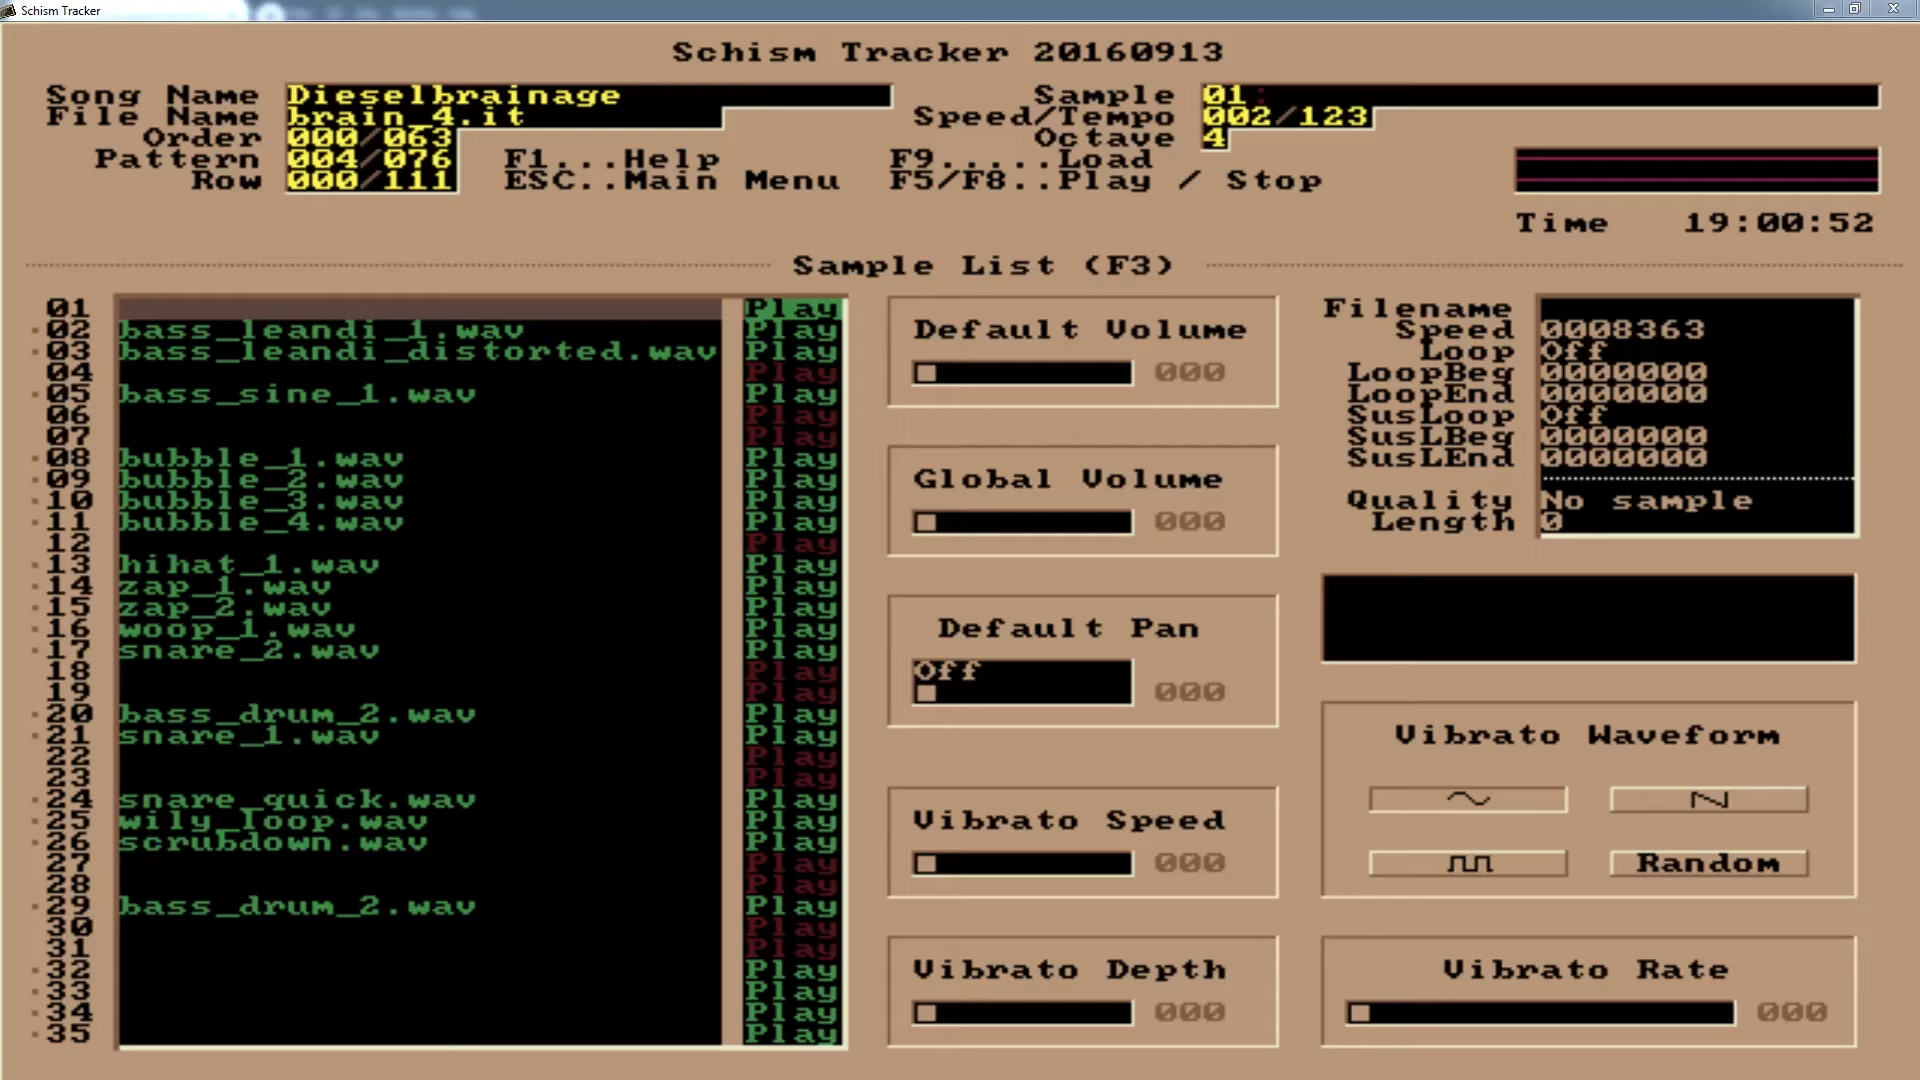 Schism Tracker
Schism Tracker 20160913
Song Name Dieselbrainage
File Name brain_4.it
Order 000/063
Pattern 004/076
Row 000/111
Sample 01:
Speed/Tempo 002/123
Octave 4
F1...Help F9.....Load
ESC..Main Menu F5/F8..Play / Stop
Time 19:00:52
Sample List (F3)
01 Play
02 bass_leandi_1.wav Play
03 bass_leandi_distorted.wav Play
04 Play
05 bass_sine_1.wav Play
06 Play
07 Play
08 bubble_1.wav Play
09 bubble_2.wav Play
10 bubble_3.wav Play
11 bubble_4.wav Play
12 Play
13 hihat_1.wav Play
14 zap_1.wav Play
15 zap_2.wav Play
16 woop_1.wav Play
17 snare_2.wav Play
18 Play
19 Play
20 bass_drum_2.wav Play
21 snare_1.wav Play
22 Play
23 Play
24 snare_quick.wav Play
25 wily_loop.wav Play
26 scrubdown.wav Play
27 Play
28 Play
29 bass_drum_2.wav Play
30 Play
31 Play
32 Play
33 Play
34 Play
35 Play
Default Volume
000
Global Volume
000
Default Pan
Off
000
Vibrato Speed
000
Vibrato Depth
000
Filename
Speed 0008363
Loop Off
LoopBeg 0000000
LoopEnd 0000000
SusLoop Off
SusLBeg 0000000
SusLEnd 0000000
Quality No sample
Length 0
Vibrato Waveform
Random
Vibrato Rate
000